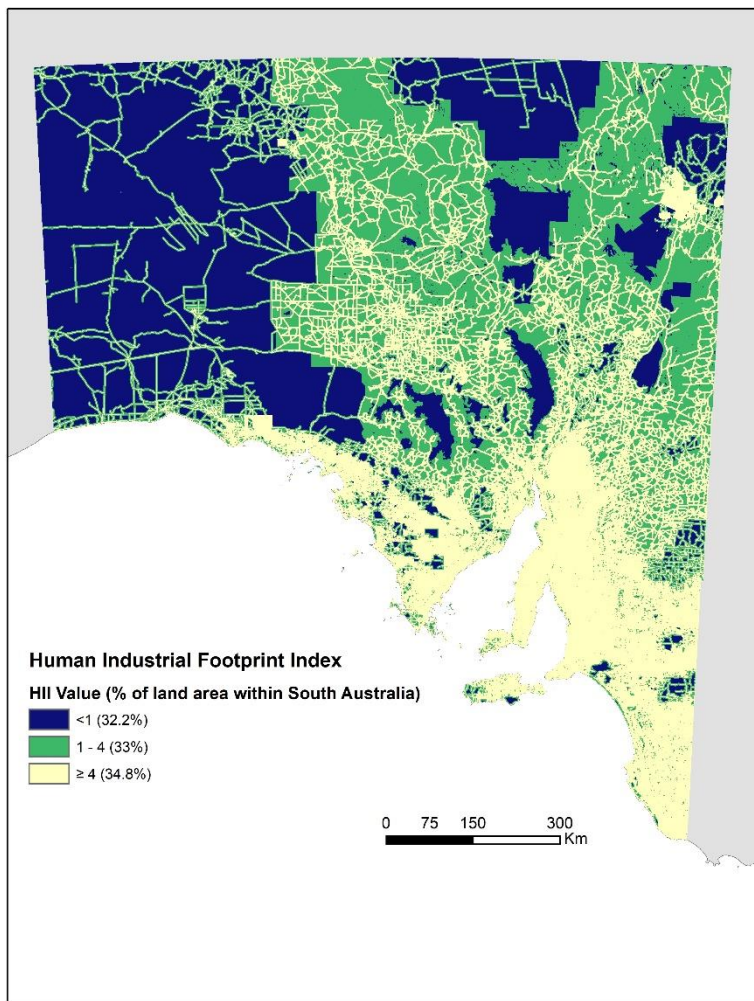 Human Industrial Footprint Index
HII Value (% of land area within South Australia)
<1 (32.2%)
1 - 4 (33%)
≥ 4 (34.8%)
0 75 150 300
Km